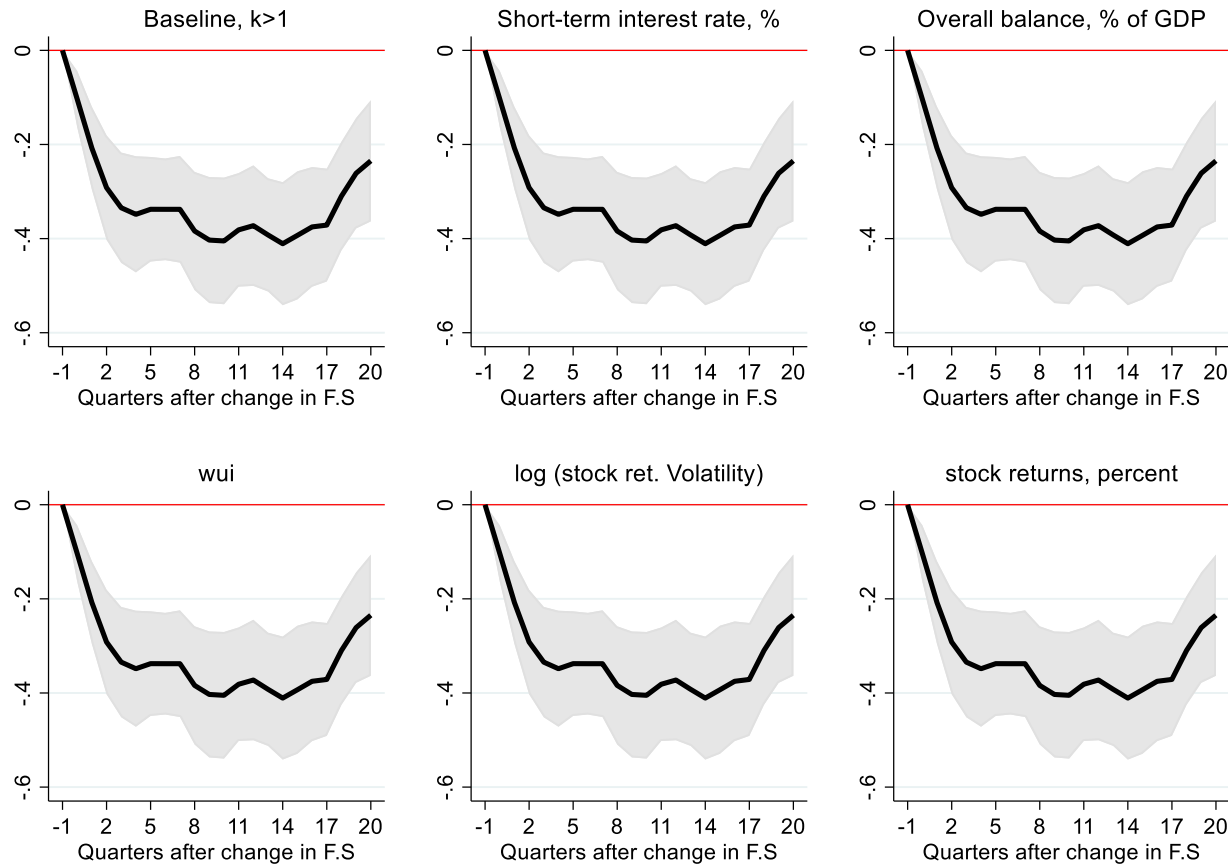 Baseline, k>1
0
-.2
-.4
-.6
-1 2 5 8 11 14 17 20
Quarters after change in F.S
Short-term interest rate, %
0
-.2
-.4
-.6
-1 2 5 8 11 14 17 20
Quarters after change in F.S
Overall balance, % of GDP
0
-.2
-.4
-.6
-1 2 5 8 11 14 17 20
Quarters after change in F.S
wui
0
-.2
-.4
-.6
-1 2 5 8 11 14 17 20
Quarters after change in F.S
log (stock ret. Volatility)
0
-.2
-.4
-.6
-1 2 5 8 11 14 17 20
Quarters after change in F.S
stock returns, percent
0
-.2
-.4
-.6
-1 2 5 8 11 14 17 20
Quarters after change in F.S